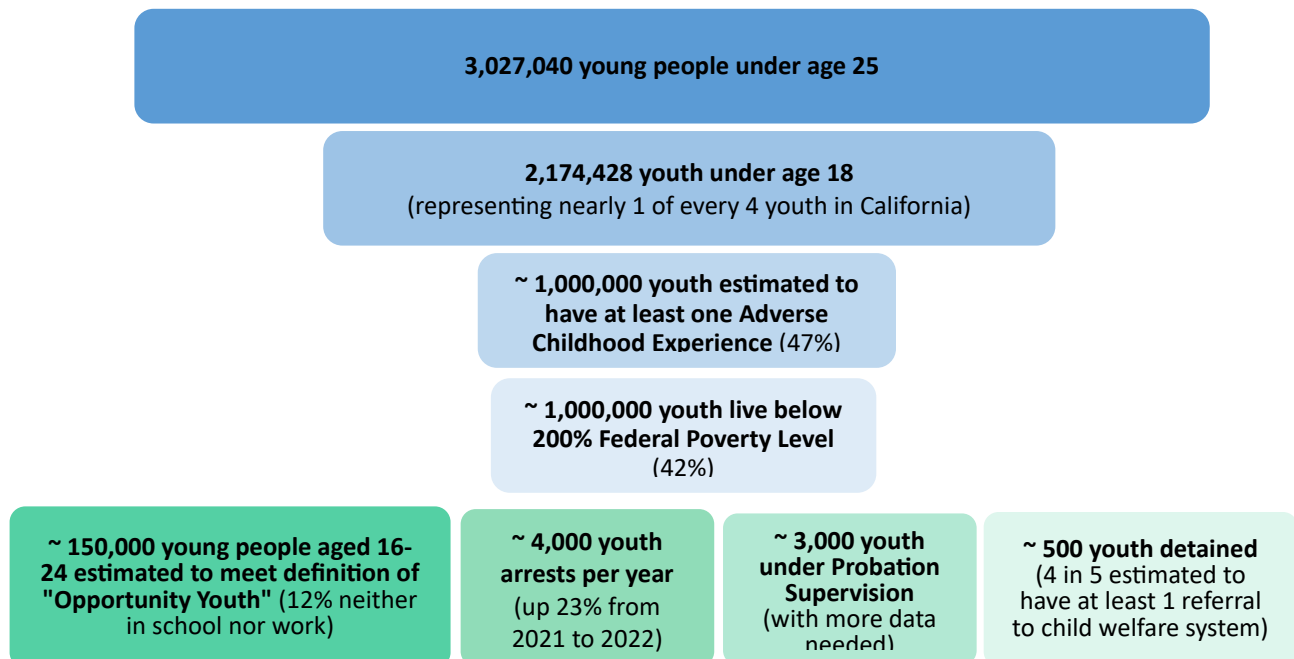 3,027,040 young people under age 25
2,174,428 youth under age 18
(representing nearly 1 of every 4 youth in California)
~ 1,000,000 youth estimated to
have at least one Adverse
Childhood Experience (47%)
~ 1,000,000 youth live below
200% Federal Poverty Level
(42%)
~ 150,000 young people aged 16-
24 estimated to meet definition of
"Opportunity Youth" (12% neither
in school nor work)
~ 4,000 youth
arrests per year
(up 23% from
2021 to 2022)
~ 3,000 youth
under Probation
Supervision
(with more data
needed)
~ 500 youth detained
(4 in 5 estimated to
have at least 1 referral
to child welfare system)